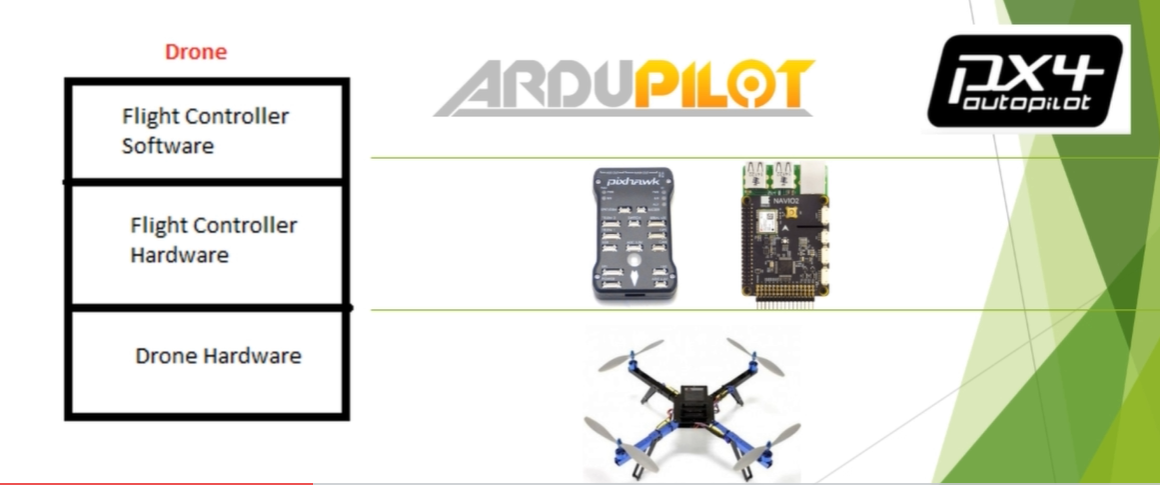 Drone
Flight Controller
Software
Flight Controller
Hardware
Drone Hardware
ARDUPILOT
px4
autopilot
pixhawk
NAVIO2